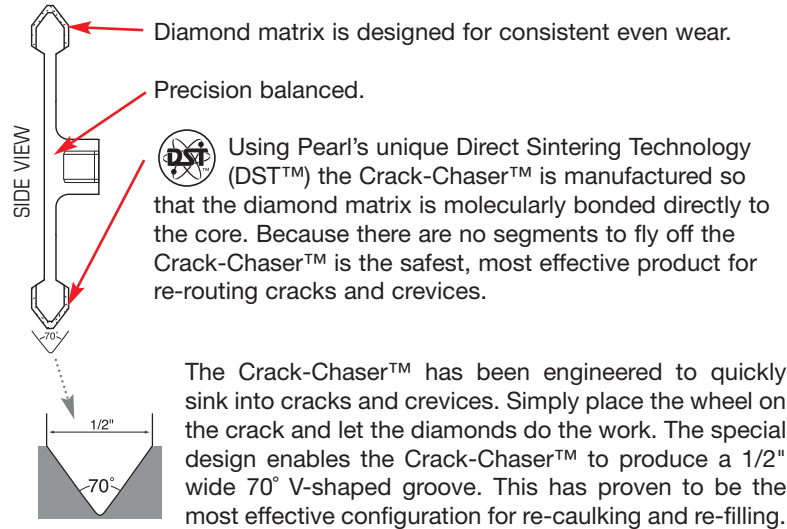 Diamond matrix is designed for consistent even wear.
Precision balanced.
SIDE VIEW
DST™
Using Pearl's unique Direct Sintering Technology
(DST™) the Crack-Chaser™ is manufactured so
that the diamond matrix is molecularly bonded directly to
the core. Because there are no segments to fly off the
Crack-Chaser™ is the safest, most effective product for
re-routing cracks and crevices.
70°
The Crack-Chaser™ has been engineered to quickly
sink into cracks and crevices. Simply place the wheel on
the crack and let the diamonds do the work. The special
design enables the Crack-Chaser™ to produce a 1/2"
wide 70° V-shaped groove. This has proven to be the
most effective configuration for re-caulking and re-filling.
1/2"
70°